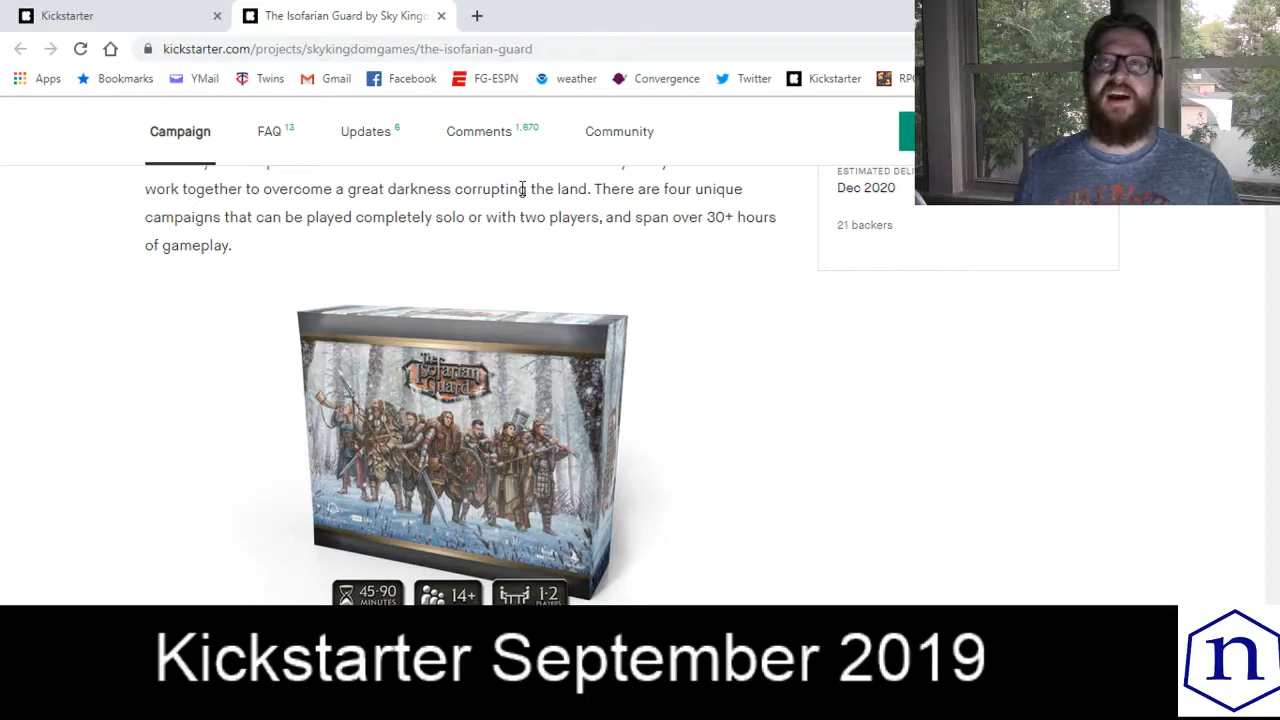 Kickstarter
The Isofarian Guard by Sky Kingd
kickstarter.com/projects/skykingdomgames/the-isofarian-guard
Apps Bookmarks YMail Twins Gmail Facebook FG-ESPN weather Convergence Twitter Kickstarter RPG
Campaign FAQ 13 Updates 6 Comments 1,670 Community
work together to overcome a great darkness corrupting the land. There are four unique
campaigns that can be played completely solo or with two players, and span over 30+ hours
of gameplay.
ESTIMATED DELI
Dec 2020
21 backers
The
Isofarian
Guard
45-90
MINUTES
14+
1-2
PLAYERS
Kickstarter September 2019
n